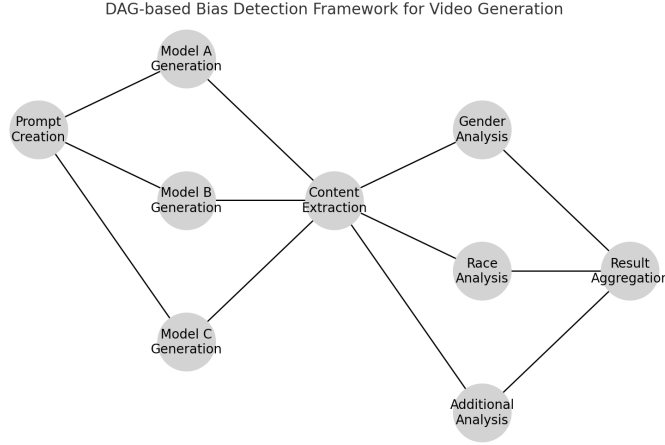 DAG-based Bias Detection Framework for Video Generation
Model A
Generation
Prompt
Creation
Gender
Analysis
Model B
Generation
Content
Extraction
Race
Analysis
Result
Aggregation
Model C
Generation
Additional
Analysis